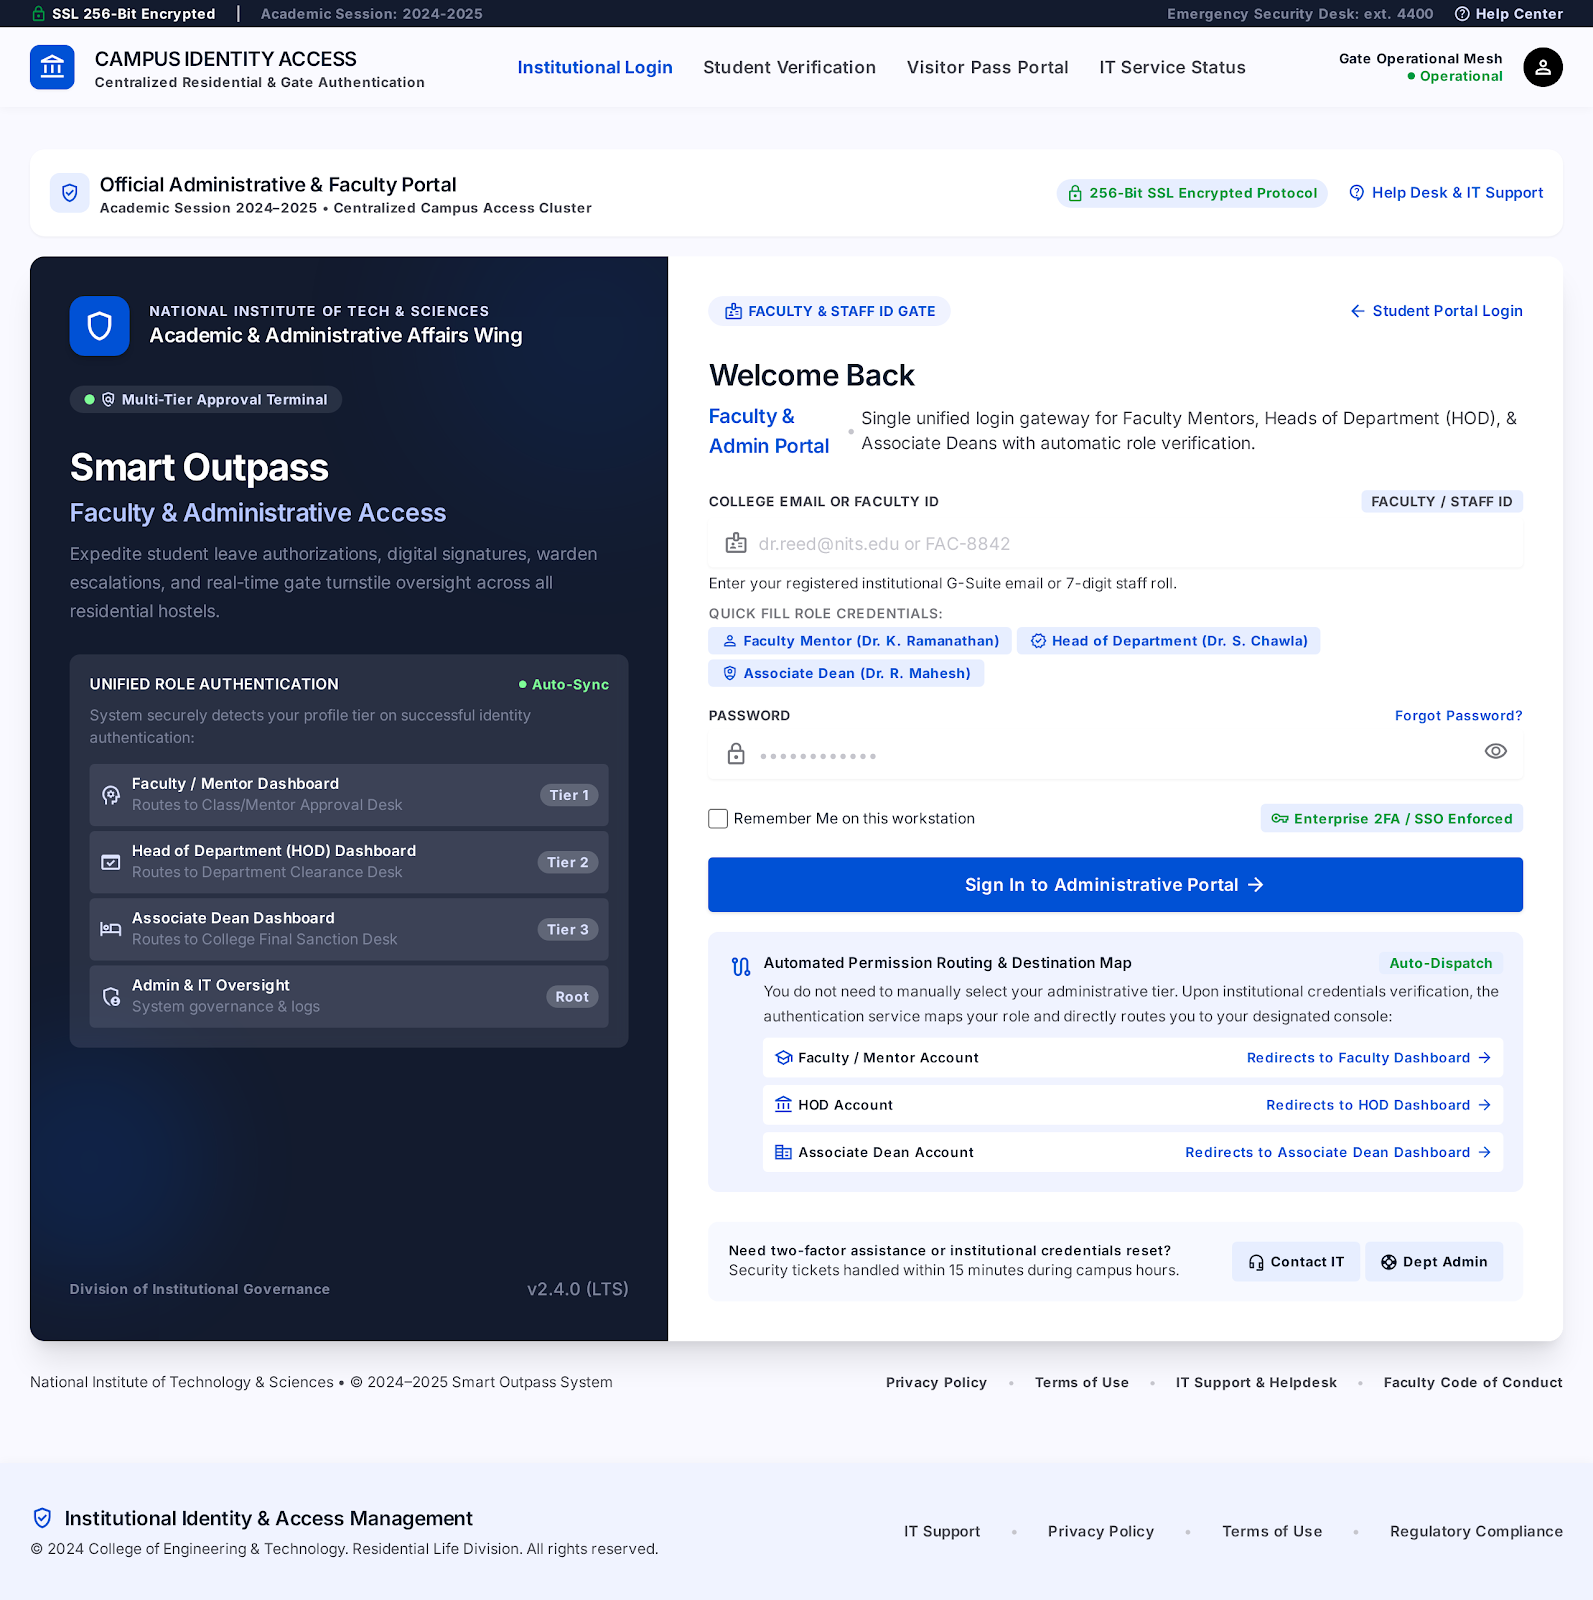 SSL 256-Bit Encrypted | Academic Session: 2024-2025
Emergency Security Desk: ext. 4400 Help Center
CAMPUS IDENTITY ACCESS
Centralized Residential & Gate Authentication
Institutional Login
Student Verification
Visitor Pass Portal
IT Service Status
Gate Operational Mesh
Operational
Official Administrative & Faculty Portal
Academic Session 2024–2025 • Centralized Campus Access Cluster
256-Bit SSL Encrypted Protocol
Help Desk & IT Support
NATIONAL INSTITUTE OF TECH & SCIENCES
Academic & Administrative Affairs Wing
Multi-Tier Approval Terminal
Smart Outpass
Faculty & Administrative Access
Expedite student leave authorizations, digital signatures, warden
escalations, and real-time gate turnstile oversight across all
residential hostels.
UNIFIED ROLE AUTHENTICATION
Auto-Sync
System securely detects your profile tier on successful identity
authentication:
Faculty / Mentor Dashboard
Routes to Class/Mentor Approval Desk
Tier 1
Head of Department (HOD) Dashboard
Routes to Department Clearance Desk
Tier 2
Associate Dean Dashboard
Routes to College Final Sanction Desk
Tier 3
Admin & IT Oversight
System governance & logs
Root
Division of Institutional Governance
v2.4.0 (LTS)
FACULTY & STAFF ID GATE
← Student Portal Login
Welcome Back
Faculty &
Admin Portal
• Single unified login gateway for Faculty Mentors, Heads of Department (HOD), &
Associate Deans with automatic role verification.
COLLEGE EMAIL OR FACULTY ID
FACULTY / STAFF ID
dr.reed@nits.edu or FAC-8842
Enter your registered institutional G-Suite email or 7-digit staff roll.
QUICK FILL ROLE CREDENTIALS:
Faculty Mentor (Dr. K. Ramanathan)
Head of Department (Dr. S. Chawla)
Associate Dean (Dr. R. Mahesh)
PASSWORD
Forgot Password?
••••••••••••
Remember Me on this workstation
Enterprise 2FA / SSO Enforced
Sign In to Administrative Portal →
Automated Permission Routing & Destination Map
Auto-Dispatch
You do not need to manually select your administrative tier. Upon institutional credentials verification, the
authentication service maps your role and directly routes you to your designated console:
Faculty / Mentor Account
Redirects to Faculty Dashboard →
HOD Account
Redirects to HOD Dashboard →
Associate Dean Account
Redirects to Associate Dean Dashboard →
Need two-factor assistance or institutional credentials reset?
Security tickets handled within 15 minutes during campus hours.
Contact IT
Dept Admin
National Institute of Technology & Sciences • © 2024–2025 Smart Outpass System
Privacy Policy • Terms of Use • IT Support & Helpdesk • Faculty Code of Conduct
Institutional Identity & Access Management
© 2024 College of Engineering & Technology. Residential Life Division. All rights reserved.
IT Support • Privacy Policy • Terms of Use • Regulatory Compliance